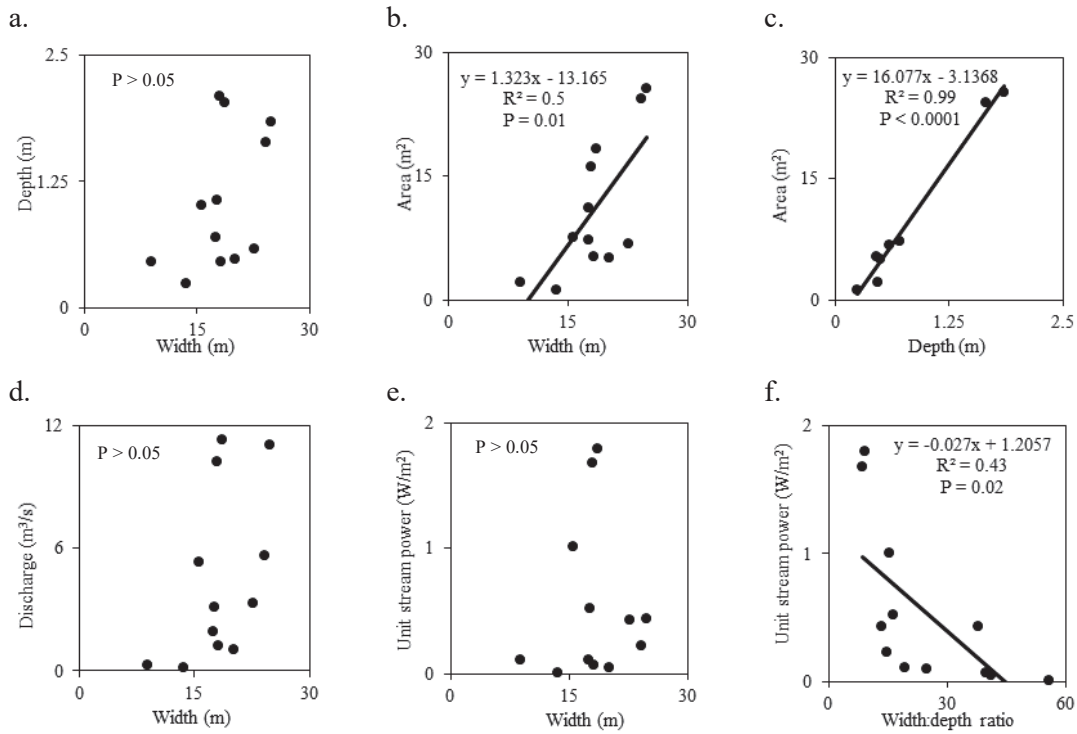 a.
2.5
P > 0.05
Depth (m)
1.25
0
0
15
30
Width (m)
b.
30
y = 1.323x - 13.165
R² = 0.5
P = 0.01
Area (m²)
15
0
0
15
30
Width (m)
c.
30
y = 16.077x - 3.1368
R² = 0.99
P < 0.0001
Area (m²)
15
0
0
1.25
2.5
Depth (m)
d.
12
P > 0.05
Discharge (m³/s)
6
0
0
15
30
Width (m)
e.
2
P > 0.05
Unit stream power (W/m²)
1
0
0
15
30
Width (m)
f.
2
y = -0.027x + 1.2057
R² = 0.43
P = 0.02
Unit stream power (W/m²)
1
0
0
30
60
Width:depth ratio